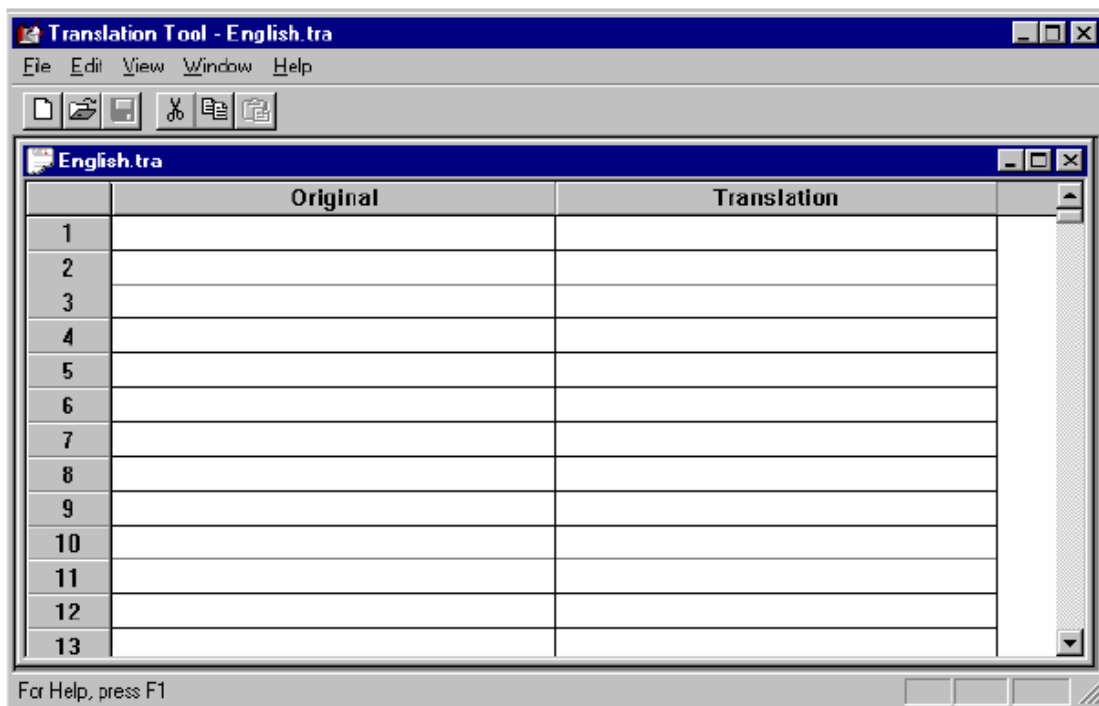 Translation Tool - English.tra
File Edit View Window Help
English.tra
Original Translation
1
2
3
4
5
6
7
8
9
10
11
12
13
For Help, press F1